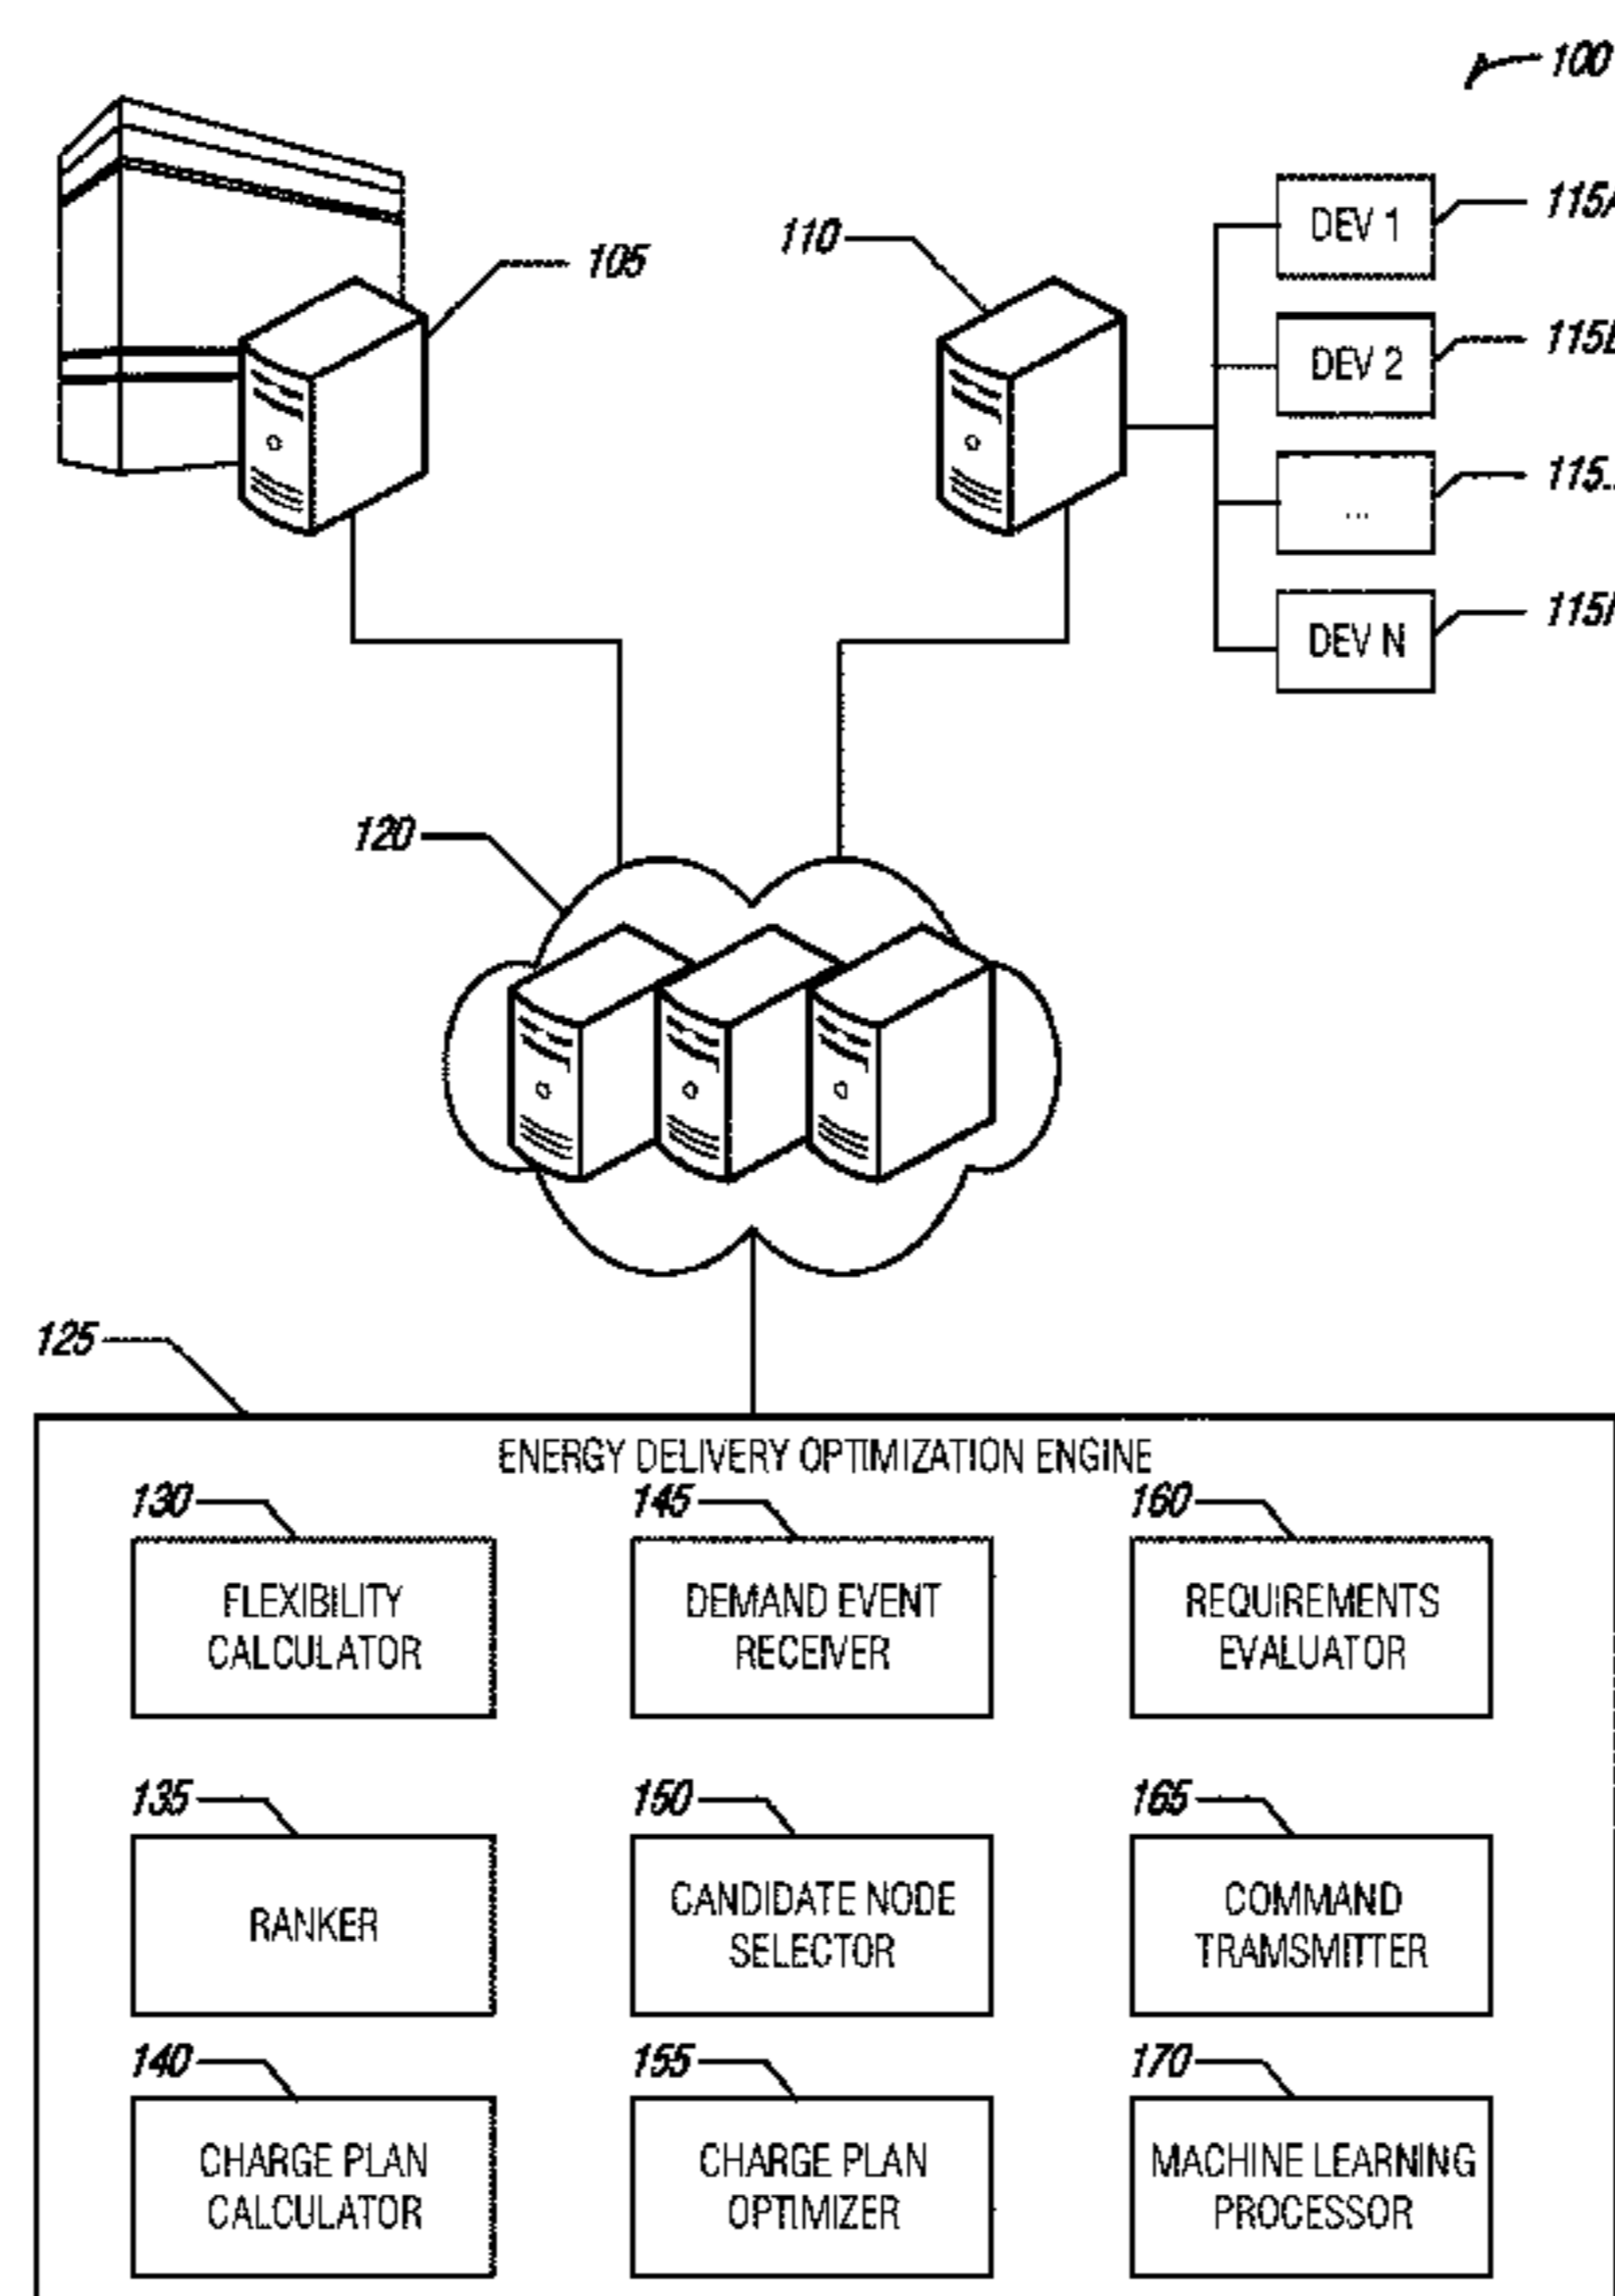 100
115A
DEV 1
110
105
115B
DEV 2
115...
...
115N
DEV N
120
125
ENERGY DELIVERY OPTIMIZATION ENGINE
130
145
160
FLEXIBILITY
CALCULATOR
DEMAND EVENT
RECEIVER
REQUIREMENTS
EVALUATOR
135
150
165
RANKER
CANDIDATE NODE
SELECTOR
COMMAND
TRAMSMITTER
140
155
170
CHARGE PLAN
CALCULATOR
CHARGE PLAN
OPTIMIZER
MACHINE LEARNING
PROCESSOR